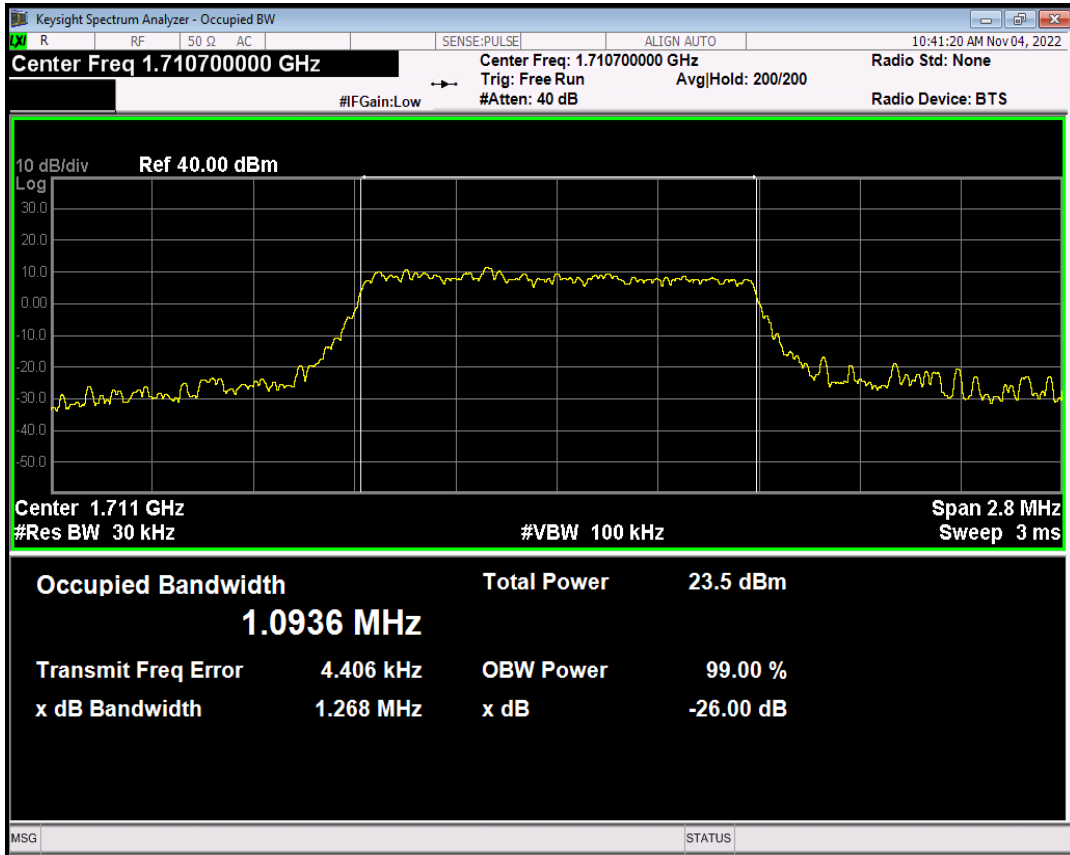 Keysight Spectrum Analyzer - Occupied BW
LXI R RF 50 Ω AC SENSE:PULSE ALIGN AUTO 10:41:20 AM Nov 04, 2022
Center Freq 1.710700000 GHz Center Freq: 1.710700000 GHz Radio Std: None
Trig: Free Run Avg|Hold: 200/200
#IFGain:Low #Atten: 40 dB Radio Device: BTS
10 dB/div Ref 40.00 dBm
Log
30.0
20.0
10.0
0.00
-10.0
-20.0
-30.0
-40.0
-50.0
Center 1.711 GHz Span 2.8 MHz
#Res BW 30 kHz #VBW 100 kHz Sweep 3 ms
Occupied Bandwidth Total Power 23.5 dBm
1.0936 MHz
Transmit Freq Error 4.406 kHz OBW Power 99.00 %
x dB Bandwidth 1.268 MHz x dB -26.00 dB
MSG STATUS